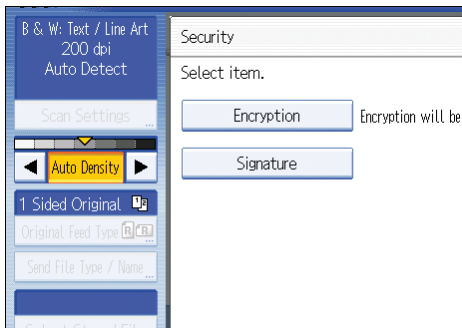 B & W: Text / Line Art
200 dpi
Auto Detect
Scan Settings
Auto Density
1 Sided Original
Original Feed Type
Send File Type / Name
Security
Select item.
Encryption
Encryption will be
Signature